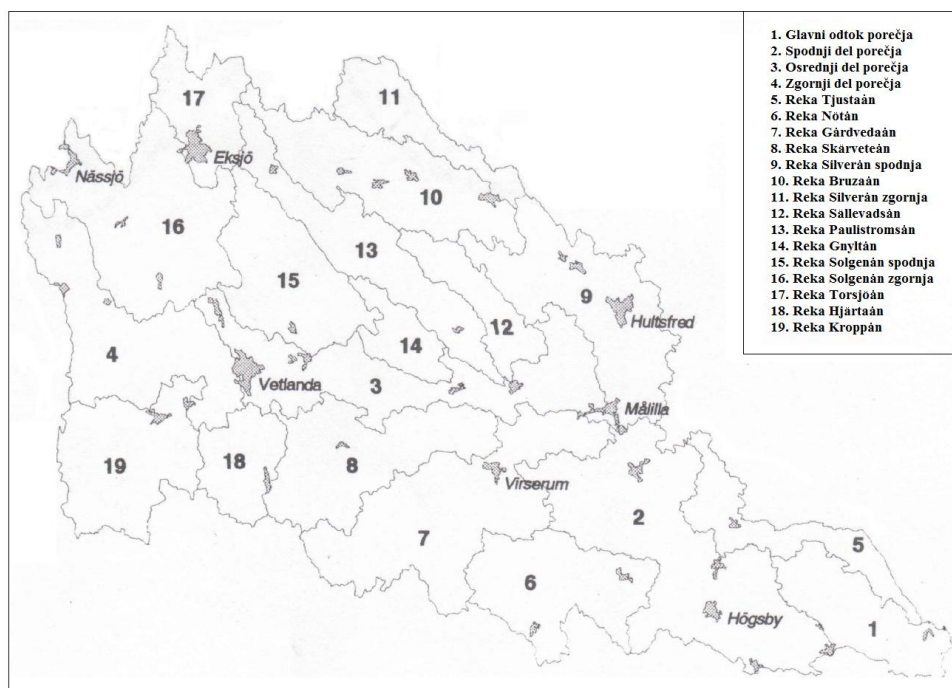 1. Glavni odtok porečja
2. Spodnji del porečja
3. Osrednji del porečja
4. Zgornji del porečja
5. Reka Tjustaån
6. Reka Nötån
7. Reka Gårdvedaån
8. Reka Skärveteån
9. Reka Silverån spodnja
10. Reka Bruzaån
11. Reka Silverån zgornja
12. Reka Sällevadsån
13. Reka Paulistromsån
14. Reka Gnyltån
15. Reka Solgenån spodnja
16. Reka Solgenån zgornja
17. Reka Torsjöån
18. Reka Hjärtaån
19. Reka Kroppån
11
17
Eksjö
Nässjö
10
16
13
15
9
Hultsfred
12
14
4
Vetlanda
3
Målilla
19
18
8
Virserum
2
7
5
6
Högsby
1